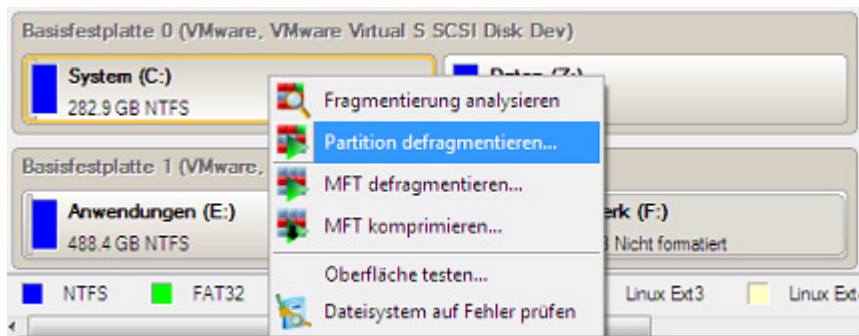 Basisfestplatte 0 (VMware, VMware Virtual S SCSI Disk Dev)
System (C:)
282.9 GB NTFS
Daten (Z:)
Fragmentierung analysieren
Partition defragmentieren...
MFT defragmentieren...
MFT komprimieren...
Oberfläche testen...
Dateisystem auf Fehler prüfen
Basisfestplatte 1 (VMware,
Anwendungen (E:)
488.4 GB NTFS
(F:)
Nicht formatiert
NTFS FAT32 Linux Ext3 Linux